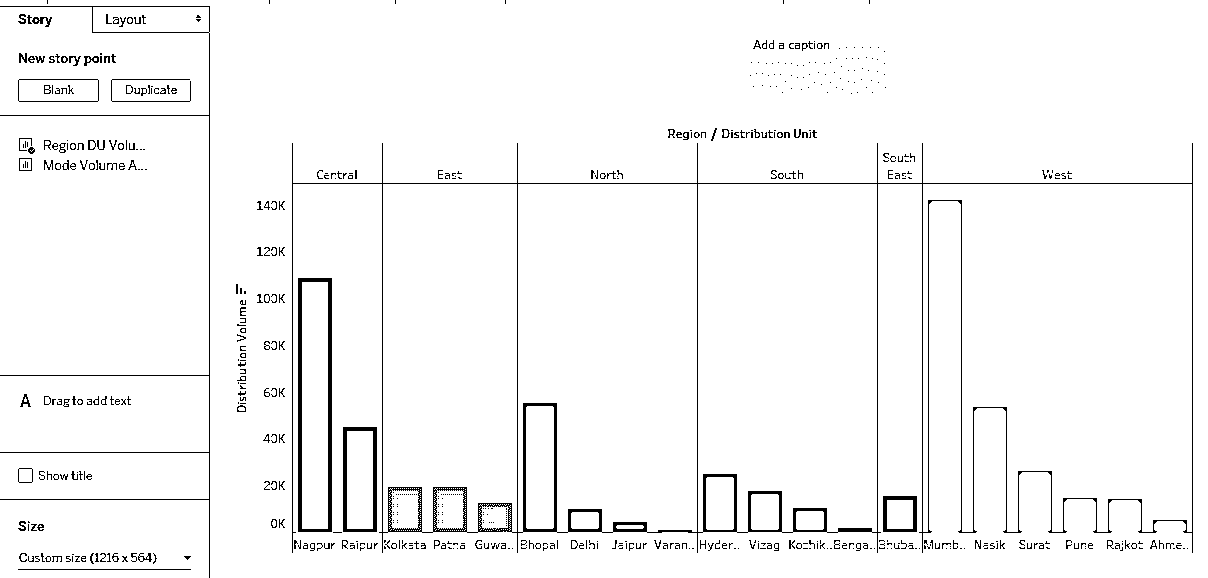 Story
Layout
New story point
Blank
Duplicate
Region DU Volu...
Mode Volume A...
A Drag to add text
Show title
Size
Custom size (1216 x 564)
Add a caption
Region / Distribution Unit
Central
East
North
South
South
East
West
Distribution Volume
140K
120K
100K
80K
60K
40K
20K
0K
Nagpur Raipur Kolkata Patna Guwa.. Bhopal Delhi Jaipur Varan.. Hyder.. Vizag Kozhik.. Benga.. Bhuba.. Mumb.. Nasik Surat Pune Rajkot Ahme..